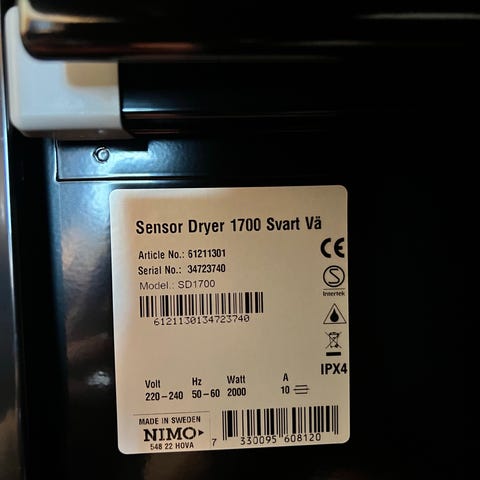 Sensor Dryer 1700 Svart Vä
Article No.: 61211301
Serial No.: 34723740
Model.: SD1700
6121130134723740
CE
S
Intertek
IPX4
Volt Hz Watt A
220-240 50-60 2000 10
MADE IN SWEDEN
NIMO
548 22 HOVA
7 330095 608120